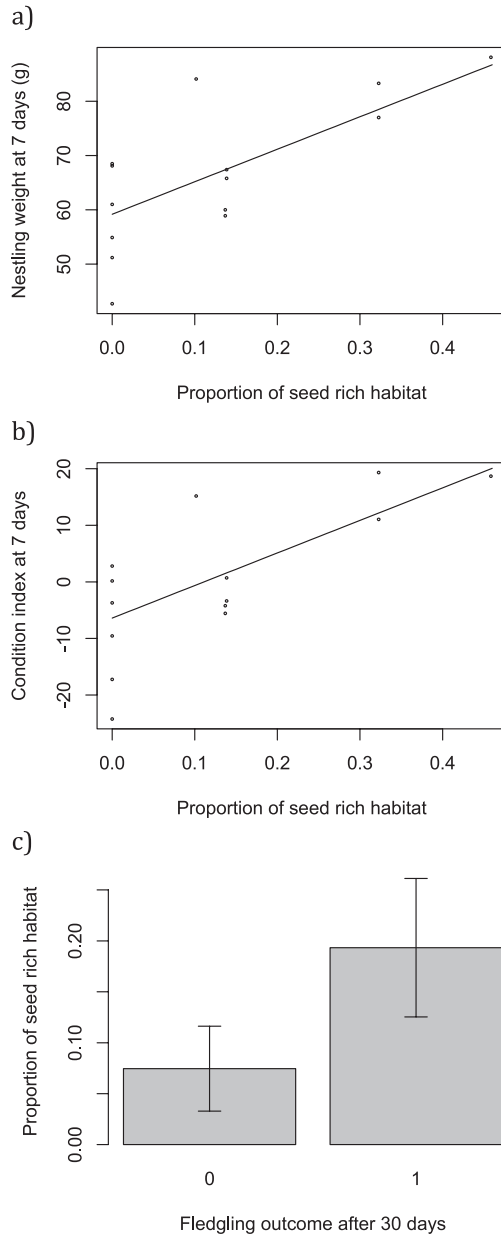 a)
Nestling weight at 7 days (g)
80
70
60
50
0.0 0.1 0.2 0.3 0.4
Proportion of seed rich habitat
b)
Condition index at 7 days
20
10
0
-10
-20
0.0 0.1 0.2 0.3 0.4
Proportion of seed rich habitat
c)
Proportion of seed rich habitat
0.20
0.10
0.00
0 1
Fledgling outcome after 30 days